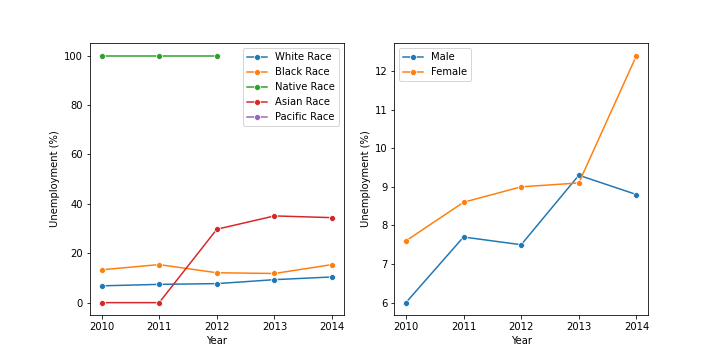 100
80
60
40
20
0
Unemployment (%)
2010 2011 2012 2013 2014
Year
White Race
Black Race
Native Race
Asian Race
Pacific Race
12
11
10
9
8
7
6
Unemployment (%)
2010 2011 2012 2013 2014
Year
Male
Female